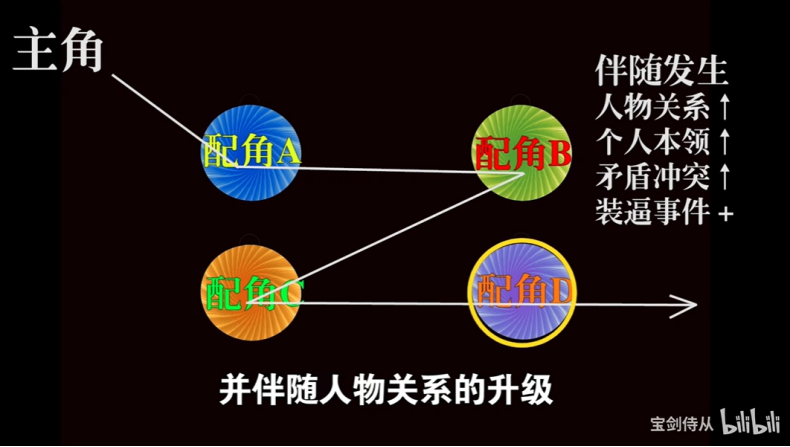 主角
配角A
配角B
配角C
配角D
伴随发生
人物关系↑
个人本领↑
矛盾冲突↑
装逼事件+
并伴随人物关系的升级
宝剑侍从 bilibili